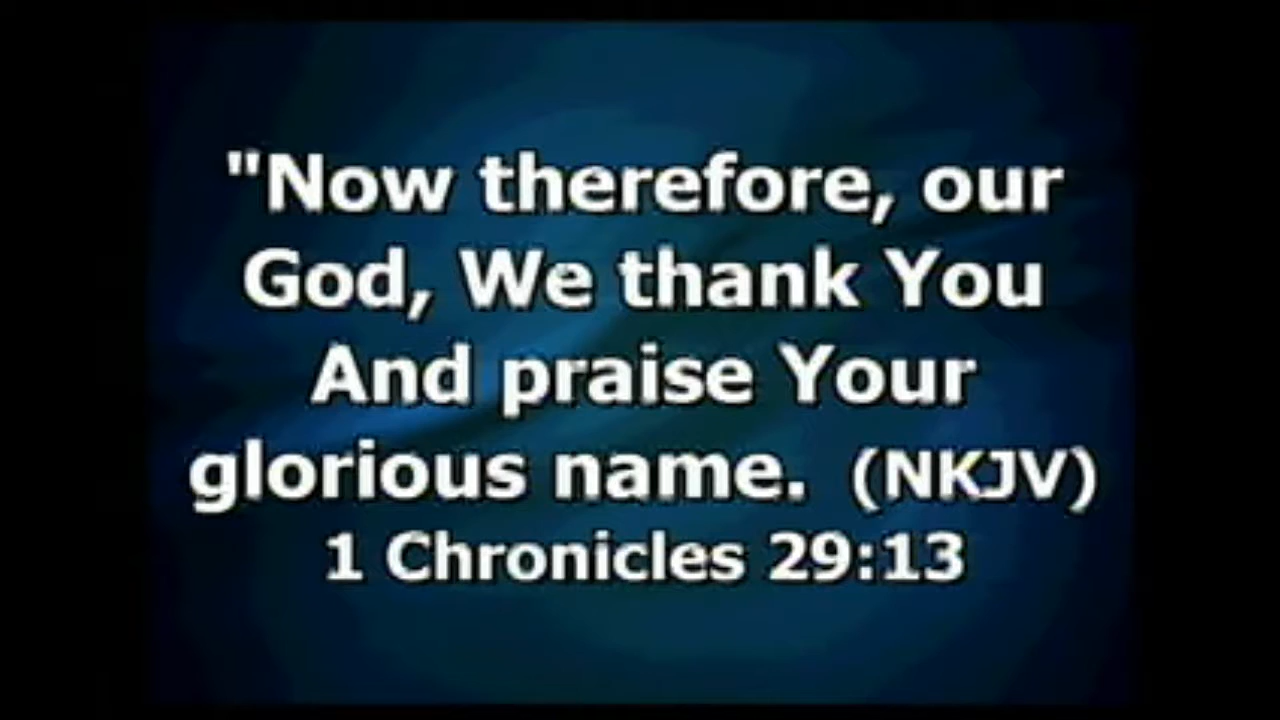 "Now therefore, our
God, We thank You
And praise Your
glorious name. (NKJV)
1 Chronicles 29:13